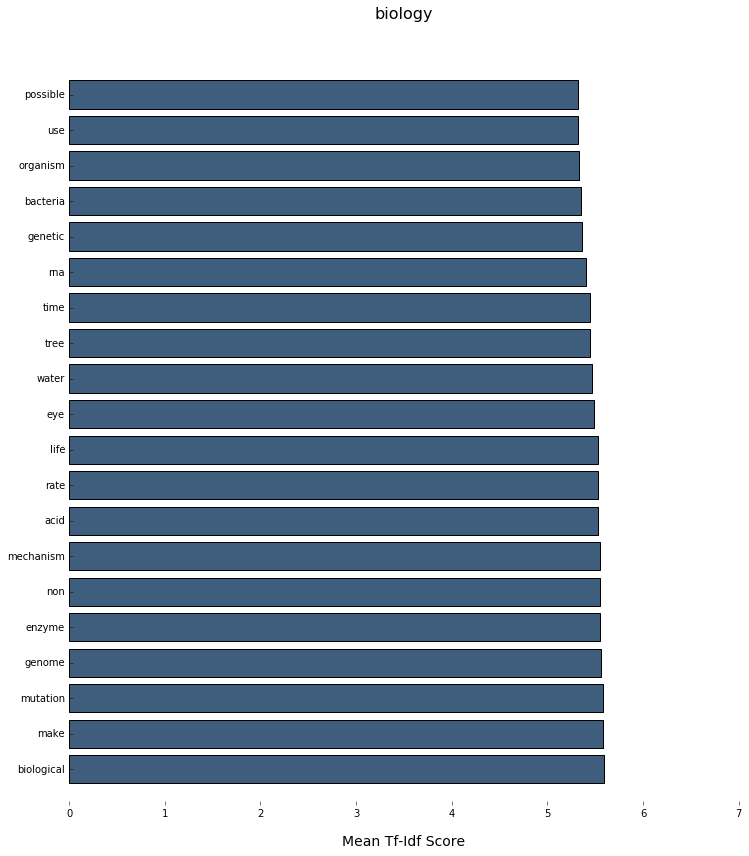 biology
possible
use
organism
bacteria
genetic
rna
time
tree
water
eye
life
rate
acid
mechanism
non
enzyme
genome
mutation
make
biological
0 1 2 3 4 5 6 7
Mean Tf-Idf Score